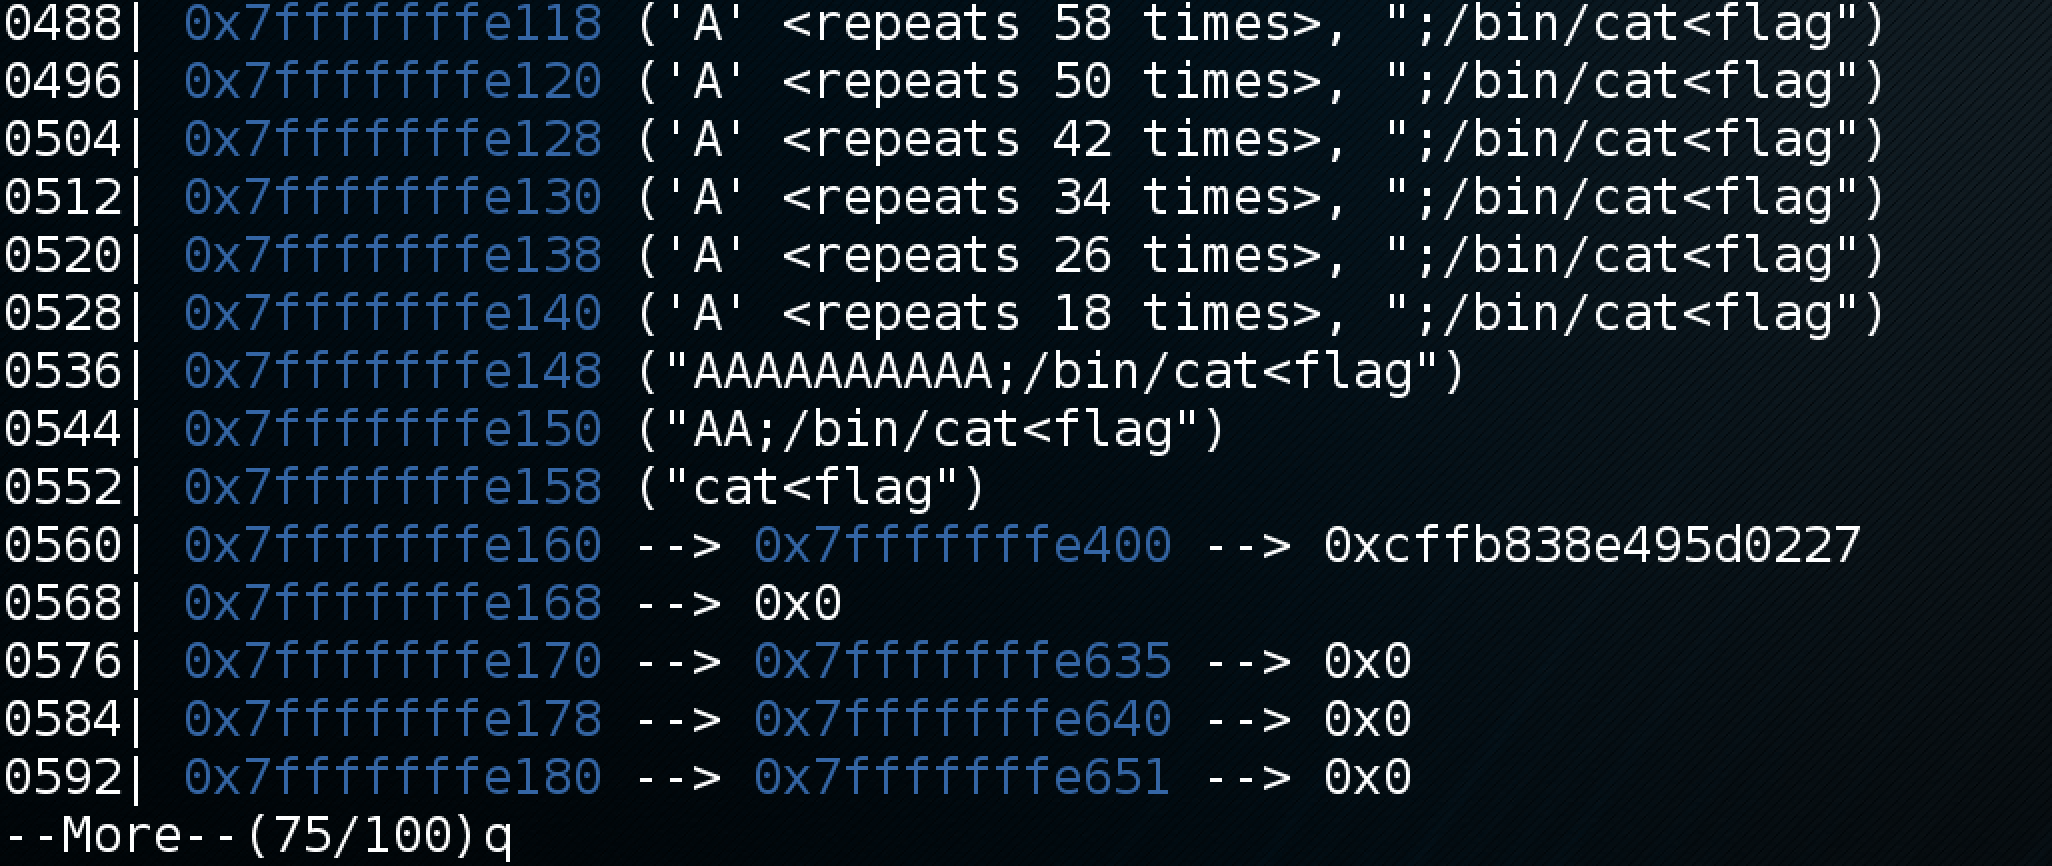 0488| 0x7fffffffe118 ('A' <repeats 58 times>, ";/bin/cat<flag")
0496| 0x7fffffffe120 ('A' <repeats 50 times>, ";/bin/cat<flag")
0504| 0x7fffffffe128 ('A' <repeats 42 times>, ";/bin/cat<flag")
0512| 0x7fffffffe130 ('A' <repeats 34 times>, ";/bin/cat<flag")
0520| 0x7fffffffe138 ('A' <repeats 26 times>, ";/bin/cat<flag")
0528| 0x7fffffffe140 ('A' <repeats 18 times>, ";/bin/cat<flag")
0536| 0x7fffffffe148 ("AAAAAAAAAA;/bin/cat<flag")
0544| 0x7fffffffe150 ("AA;/bin/cat<flag")
0552| 0x7fffffffe158 ("cat<flag")
0560| 0x7fffffffe160 --> 0x7fffffffe400 --> 0xcffb838e495d0227
0568| 0x7fffffffe168 --> 0x0
0576| 0x7fffffffe170 --> 0x7fffffffe635 --> 0x0
0584| 0x7fffffffe178 --> 0x7fffffffe640 --> 0x0
0592| 0x7fffffffe180 --> 0x7fffffffe651 --> 0x0
--More--(75/100)q